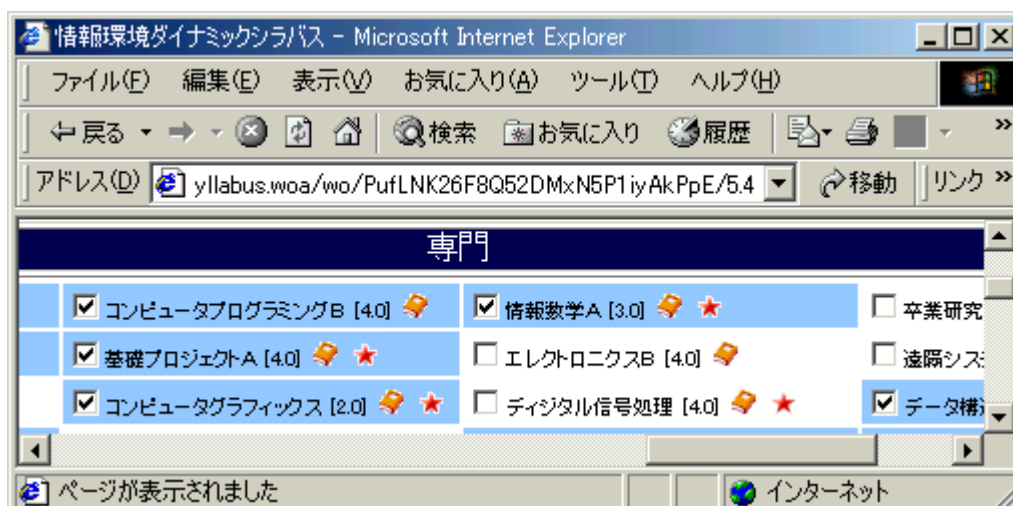 情報環境ダイナミックシラバス - Microsoft Internet Explorer
ファイル(F) 編集(E) 表示(V) お気に入り(A) ツール(T) ヘルプ(H)
戻る 検索 お気に入り 履歴 »
アドレス(D) yllabus.woa/wo/PufLNK26F8Q52DMxN5P1iyAkPpE/5.4 移動 リンク »
専門
コンピュータプログラミングB [4.0] 情報数学A [3.0] 卒業研究
基礎プロジェクトA [4.0] エレクトロニクスB [4.0] 遠隔シス
コンピュータグラフィックス [2.0] ディジタル信号処理 [4.0] データ構造
ページが表示されました インターネット